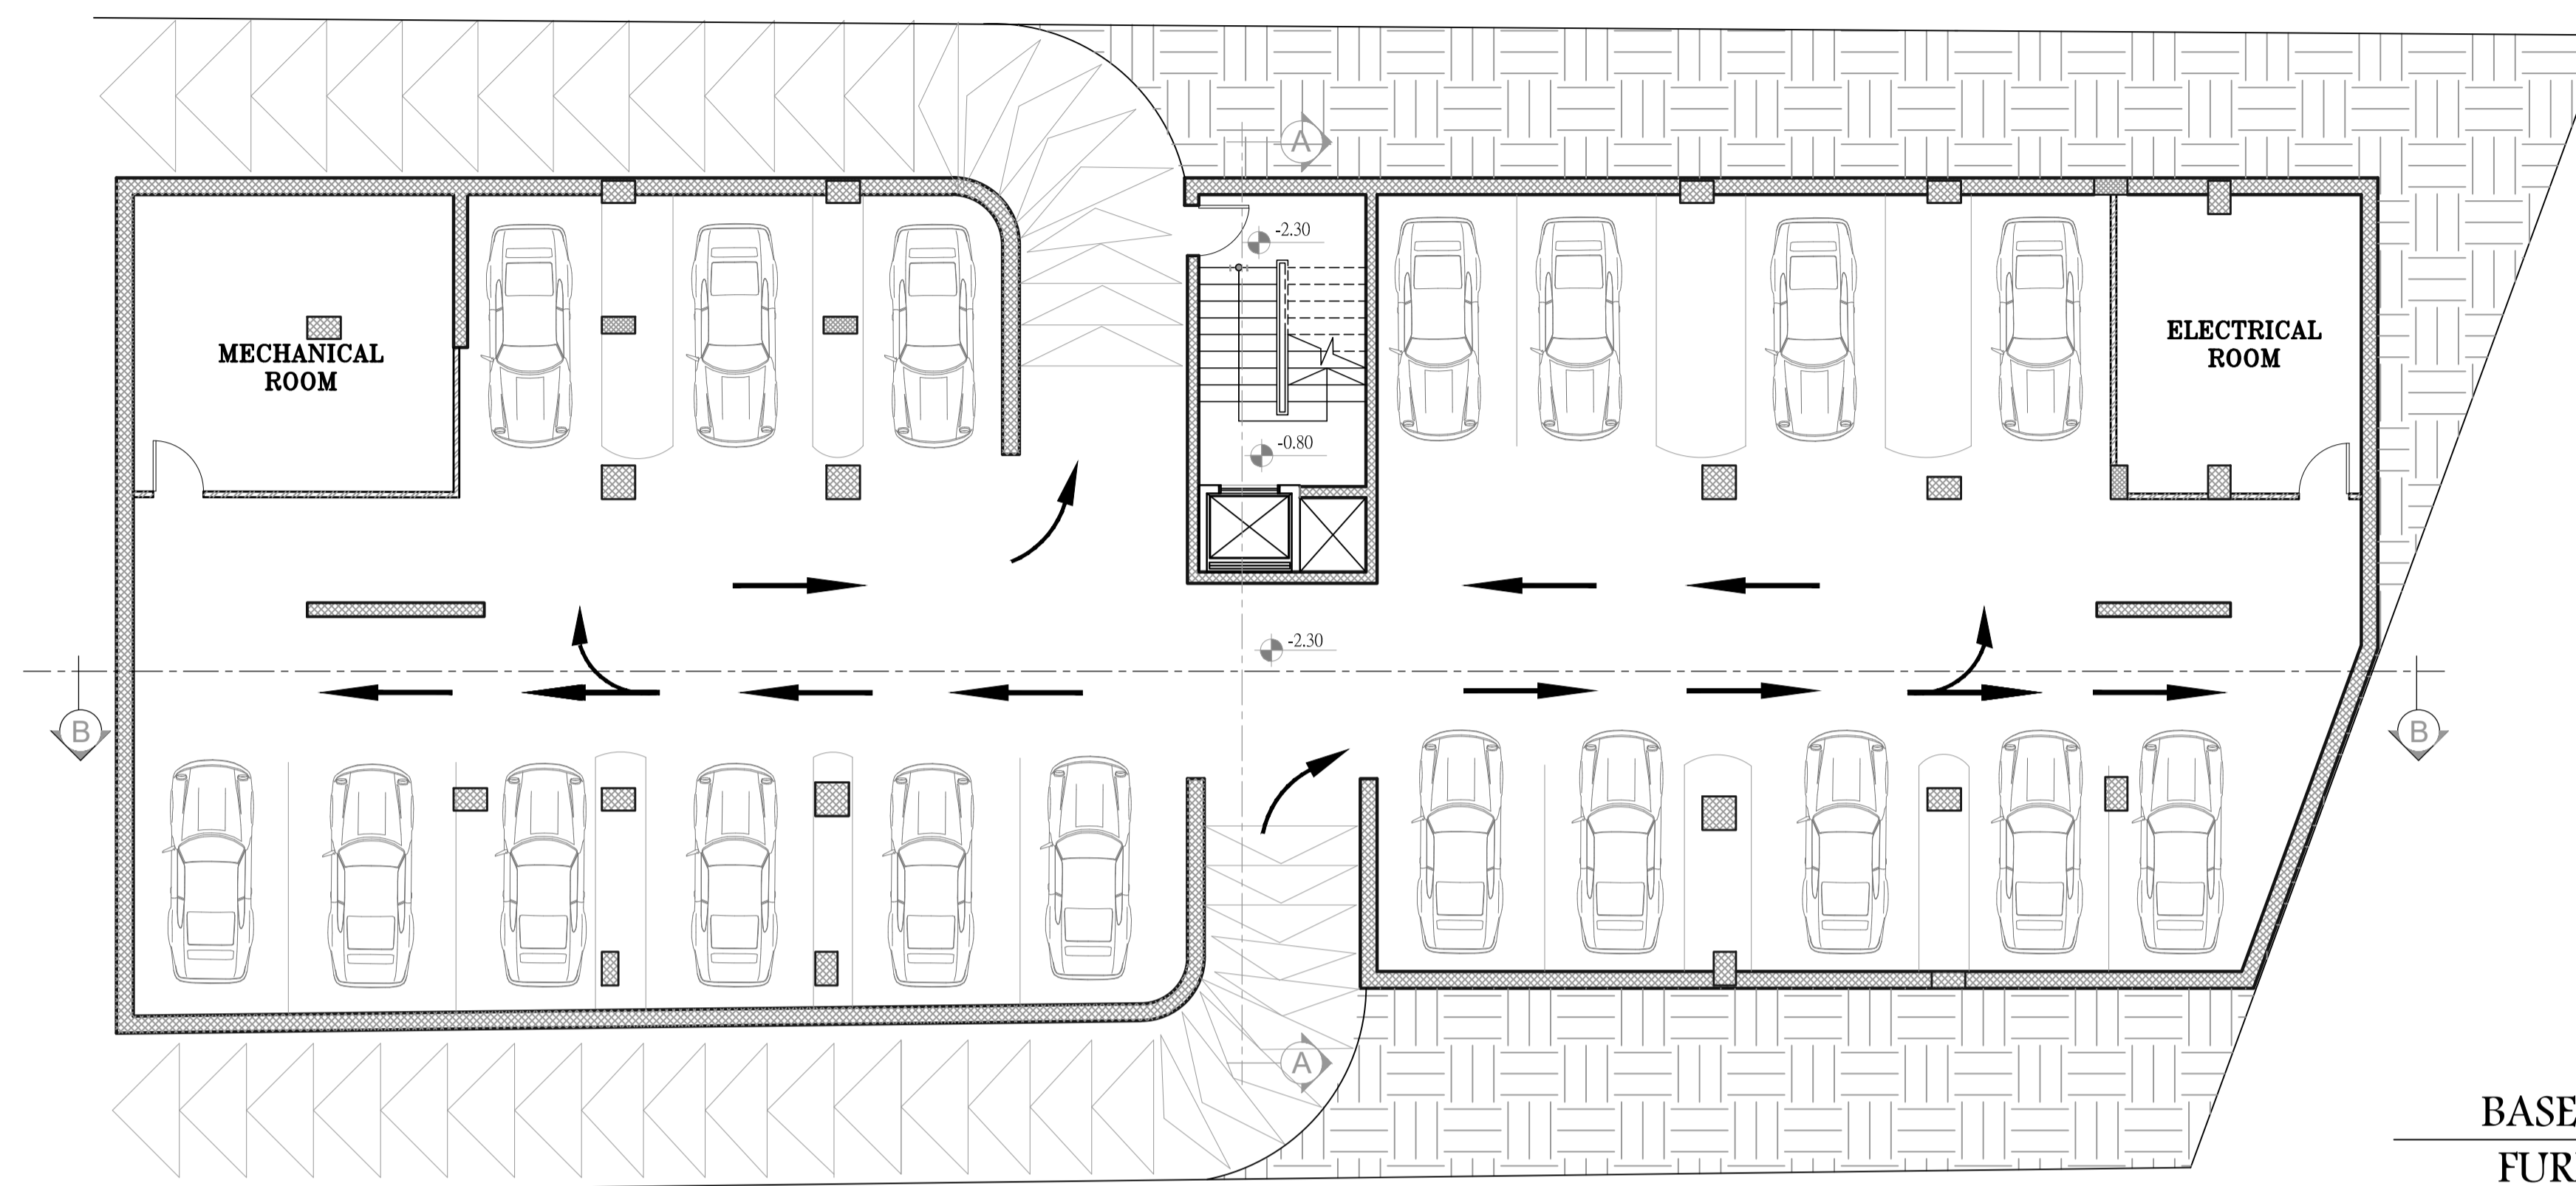 A
-2.30
MECHANICAL
ROOM
ELECTRICAL
ROOM
-0.80
-2.30
B
B
A
BASE
FUR